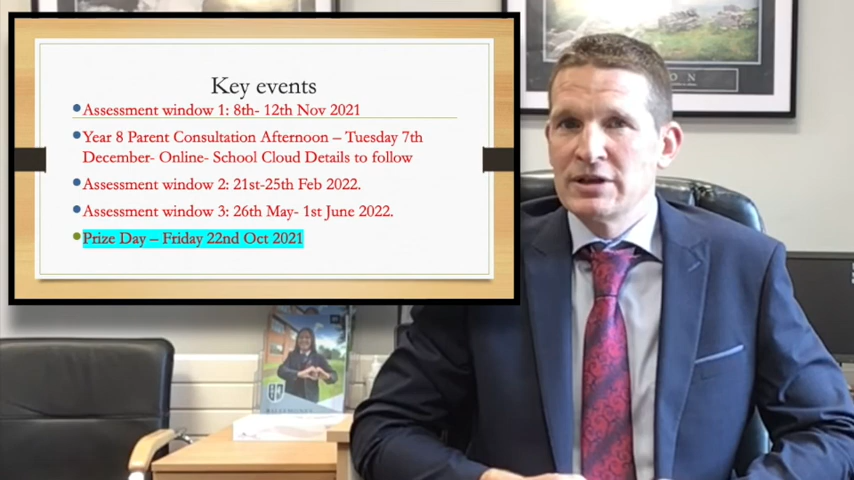 Key events
Assessment window 1: 8th- 12th Nov 2021
Year 8 Parent Consultation Afternoon – Tuesday 7th
December- Online- School Cloud Details to follow
Assessment window 2: 21st-25th Feb 2022.
Assessment window 3: 26th May- 1st June 2022.
Prize Day – Friday 22nd Oct 2021